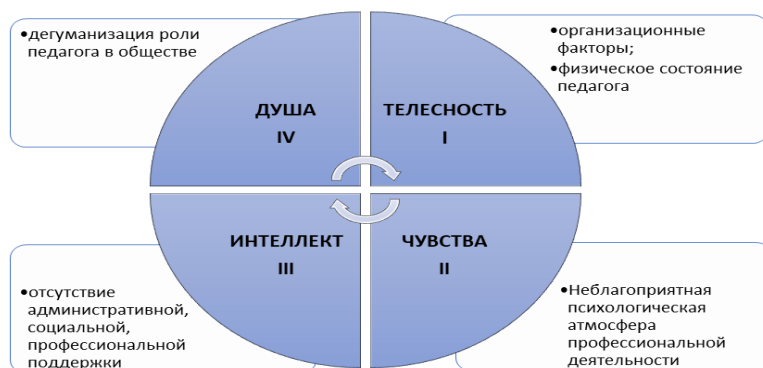 •дегуманизация роли
педагога в обществе
•организационные
факторы;
•физическое состояние
педагога
ДУША
IV
ТЕЛЕСНОСТЬ
I
ИНТЕЛЛЕКТ
III
ЧУВСТВА
II
•отсутствие
административной,
социальной,
профессиональной
поддержки
•Неблагоприятная
психологическая
атмосфера
профессиональной
деятельности